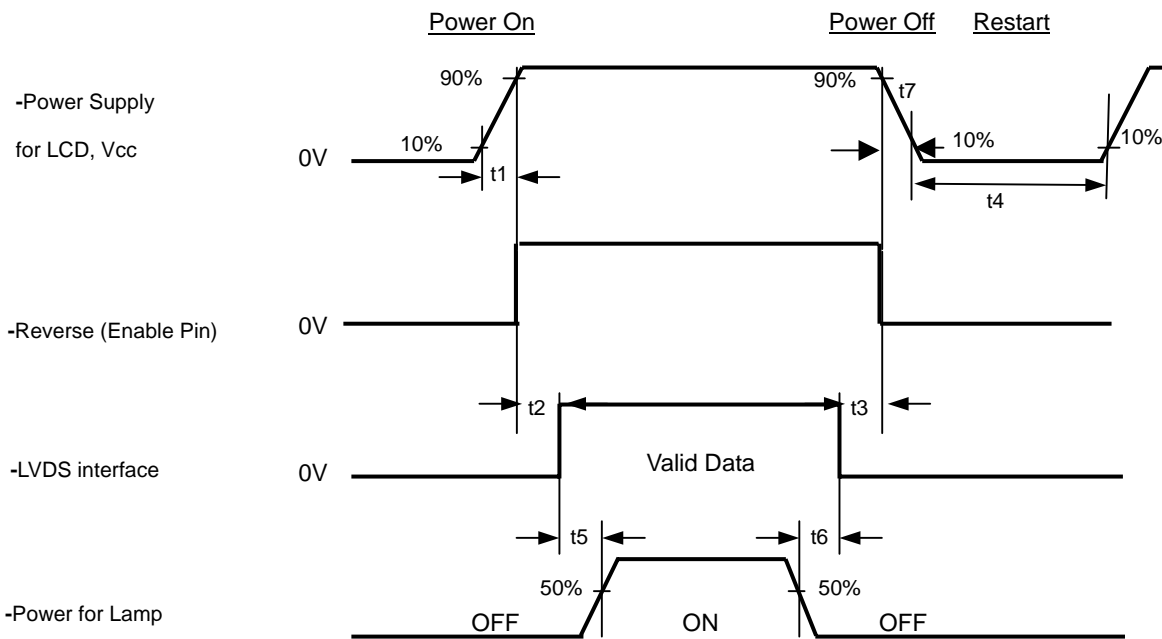 Power On
Power Off
Restart
90%
90%
t7
-Power Supply
for LCD, Vcc
10%
10%
10%
0V
t1
t4
-Reverse (Enable Pin)
0V
t2
t3
-LVDS interface
0V
Valid Data
t5
t6
50%
50%
-Power for Lamp
OFF
ON
OFF